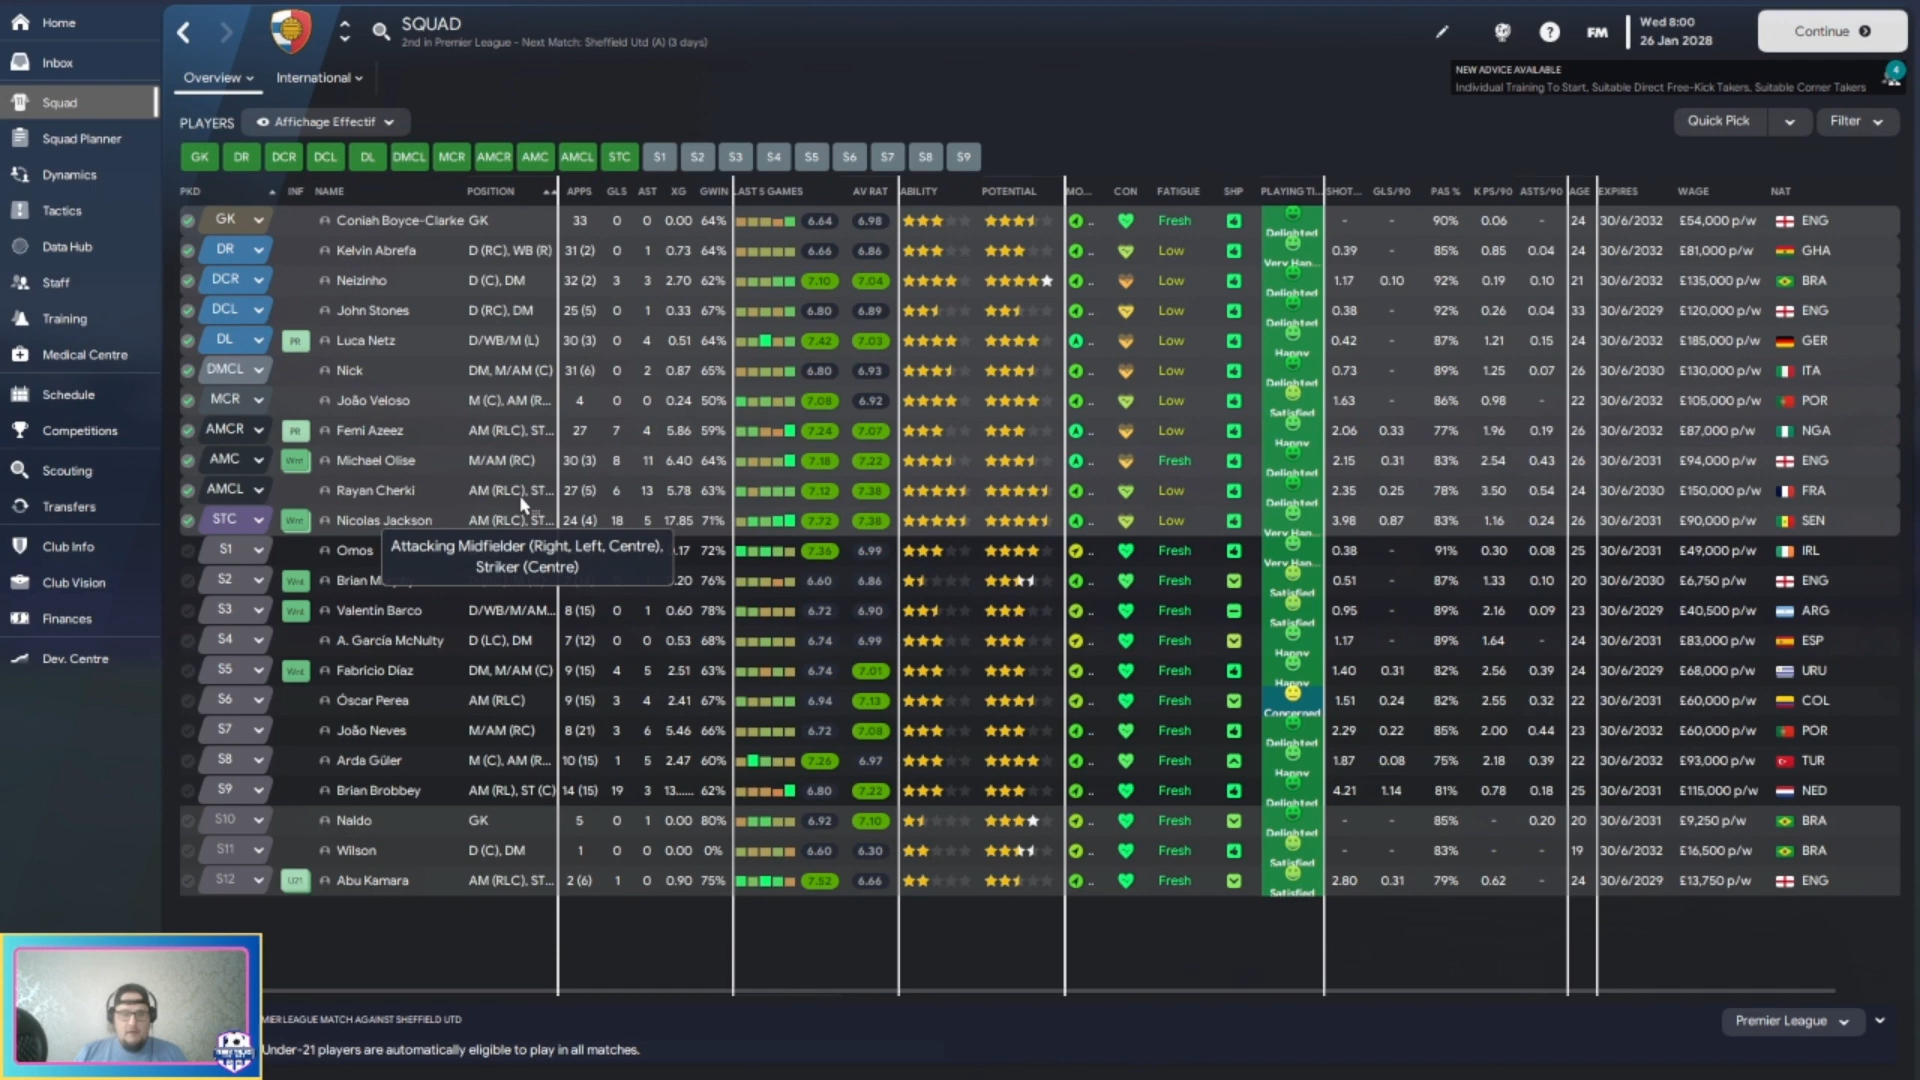 Home
Inbox
Squad
Squad Planner
Dynamics
Tactics
Data Hub
Staff
Training
Medical Centre
Schedule
Competitions
Scouting
Transfers
Club Info
Club Vision
Finances
Dev. Centre
SQUAD
2nd in Premier League - Next Match: Sheffield Utd (A) (3 days)
FM
Wed 8:00
26 Jan 2028
Continue
Overview International
NEW ADVICE AVAILABLE 4
Individual Training To Start, Suitable Direct Free-Kick Takers, Suitable Corner Takers
PLAYERS Affichage Effectif Quick Pick Filter
GK DR DCR DCL DL DMCL MCR AMCR AMC AMCL STC S1 S2 S3 S4 S5 S6 S7 S8 S9
PKD INF NAME POSITION APPS GLS AST XG GWIN LAST 5 GAMES AV RAT ABILITY POTENTIAL MO... CON FATIGUE SHP PLAYING TI... SHOT... GLS/90 PAS % K PS/90 ASTS/90 AGE EXPIRES WAGE NAT
GK Coniah Boyce-Clarke GK 33 0 0 0.00 64% 6.64 6.98 Fresh Delighted - - 90% 0.06 - 24 30/6/2032 £54,000 p/w ENG
DR Kelvin Abrefa D (RC), WB (R) 31 (2) 0 1 0.73 64% 6.66 6.86 Low Very Han... 0.39 - 85% 0.85 0.04 24 30/6/2032 £81,000 p/w GHA
DCR Neizinho D (C), DM 32 (2) 3 3 2.70 62% 7.10 7.04 Low Delighted 1.17 0.10 92% 0.19 0.10 21 30/6/2032 £135,000 p/w BRA
DCL John Stones D (RC), DM 25 (5) 0 1 0.33 67% 6.80 6.89 Low Delighted 0.38 - 92% 0.26 0.04 33 30/6/2029 £120,000 p/w ENG
DL PR Luca Netz D/WB/M (L) 30 (3) 0 4 0.51 64% 7.42 7.03 Low Happy 0.42 - 87% 1.21 0.15 24 30/6/2032 £185,000 p/w GER
DMCL Nick DM, M/AM (C) 31 (6) 0 2 0.87 65% 6.80 6.93 Low Delighted 0.73 - 89% 1.25 0.07 26 30/6/2030 £130,000 p/w ITA
MCR João Veloso M (C), AM (R... 4 0 0 0.24 50% 7.08 6.92 Low Satisfied 1.63 - 86% 0.98 - 22 30/6/2032 £105,000 p/w POR
AMCR PR Femi Azeez AM (RLC), ST... 27 7 4 5.86 59% 7.24 7.07 Low Happy 2.06 0.33 77% 1.96 0.19 26 30/6/2032 £87,000 p/w NGA
AMC Wnt Michael Olise M/AM (RC) 30 (3) 8 11 6.40 64% 7.18 7.22 Fresh Delighted 2.15 0.31 83% 2.54 0.43 26 30/6/2031 £94,000 p/w ENG
AMCL Rayan Cherki AM (RLC), ST... 27 (5) 6 13 5.78 63% 7.12 7.38 Low Delighted 2.35 0.25 78% 3.50 0.54 24 30/6/2030 £150,000 p/w FRA
STC Wnt Nicolas Jackson AM (RLC), ST... 24 (4) 18 5 17.85 71% 7.72 7.38 Low Very Han... 3.98 0.87 83% 1.16 0.24 26 30/6/2031 £90,000 p/w SEN
Attacking Midfielder (Right, Left, Centre),
Striker (Centre)
S1 Omos .17 72% 7.36 6.99 Fresh Very Han... 0.38 - 91% 0.30 0.08 25 30/6/2031 £49,000 p/w IRL
S2 Wnt Brian .20 76% 6.60 6.86 Fresh Satisfied 0.51 - 87% 1.33 0.10 20 30/6/2030 £6,750 p/w ENG
S3 Wnt Valentín Barco D/WB/M/AM... 8 (15) 0 1 0.60 78% 6.72 6.90 Fresh Satisfied 0.95 - 89% 2.16 0.09 23 30/6/2029 £40,500 p/w ARG
S4 A. García McNulty D (LC), DM 7 (12) 0 0 0.53 68% 6.74 6.99 Fresh Happy 1.17 - 89% 1.64 - 24 30/6/2031 £83,000 p/w ESP
S5 Wnt Fabricio Díaz DM, M/AM (C) 9 (15) 4 5 2.51 63% 6.74 7.01 Fresh Happy 1.40 0.31 82% 2.56 0.39 24 30/6/2029 £68,000 p/w URU
S6 Óscar Perea AM (RLC) 9 (15) 3 4 2.41 67% 6.94 7.13 Fresh Concerned 1.51 0.24 82% 2.55 0.32 22 30/6/2031 £60,000 p/w COL
S7 João Neves M/AM (RC) 8 (21) 3 6 5.46 66% 6.72 7.08 Fresh Delighted 2.29 0.22 85% 2.00 0.44 23 30/6/2032 £60,000 p/w POR
S8 Arda Güler M (C), AM (R... 10 (15) 1 5 2.47 60% 7.26 6.97 Fresh Happy 1.87 0.08 75% 2.18 0.39 22 30/6/2032 £93,000 p/w TUR
S9 Brian Brobbey AM (RL), ST (C) 14 (15) 19 3 13...... 62% 6.80 7.22 Fresh Delighted 4.21 1.14 81% 0.78 0.18 25 30/6/2031 £115,000 p/w NED
S10 Naldo GK 5 0 1 0.00 80% 6.92 7.10 Fresh Delighted - - 85% - 0.20 20 30/6/2031 £9,250 p/w BRA
S11 Wilson D (C), DM 1 0 0 0.00 0% 6.60 6.30 Fresh Satisfied - - 83% - - 19 30/6/2032 £16,500 p/w BRA
S12 U21 Abu Kamara AM (RLC), ST... 2 (6) 1 0 0.90 75% 7.52 6.66 Fresh Satisfied 2.80 0.31 79% 0.62 - 24 30/6/2029 £13,750 p/w ENG
MIER LEAGUE MATCH AGAINST SHEFFIELD UTD
Premier League
Under-21 players are automatically eligible to play in all matches.